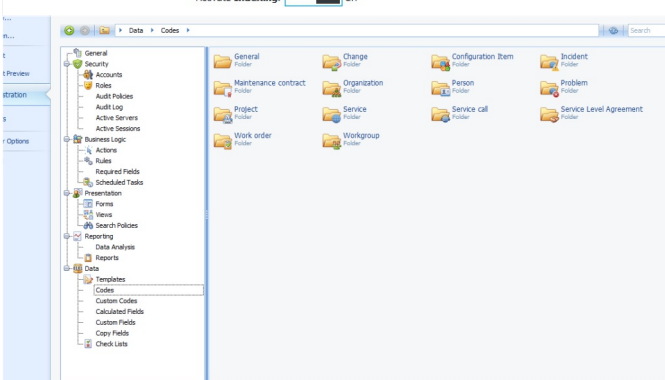 Data Codes
Search
General
Security
Accounts
Roles
Audit Policies
Audit Log
Active Servers
Active Sessions
Business Logic
Actions
Rules
Required Fields
Scheduled Tasks
Presentation
Forms
Views
Search Policies
Reporting
Data Analysis
Reports
Data
Templates
Codes
Custom Codes
Calculated Fields
Custom Fields
Copy Fields
Check Lists
General
Folder
Change
Folder
Configuration Item
Folder
Incident
Folder
Maintenance contract
Folder
Organization
Folder
Person
Folder
Problem
Folder
Project
Folder
Service
Folder
Service call
Folder
Service Level Agreement
Folder
Work order
Folder
Workgroup
Folder
t Preview
stration
r Options